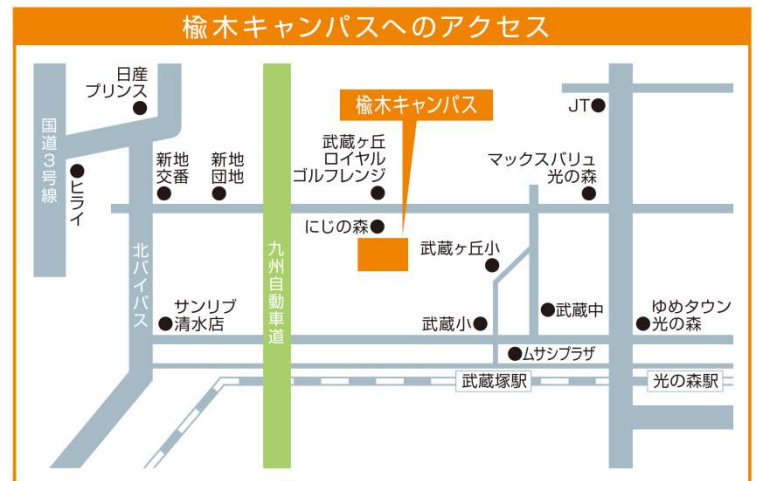 楡木キャンパスへのアクセス
日産
プリンス
国道3号線
ヒライ
新地
交番
新地
団地
武蔵ヶ丘
ロイヤル
ゴルフレンジ
楡木キャンパス
JT
マックスバリュ
光の森
にじの森
武蔵ヶ丘小
北バイパス
九州自動車道
サンリブ
清水店
武蔵小
武蔵中
ゆめタウン
光の森
ムサシプラザ
武蔵塚駅
光の森駅